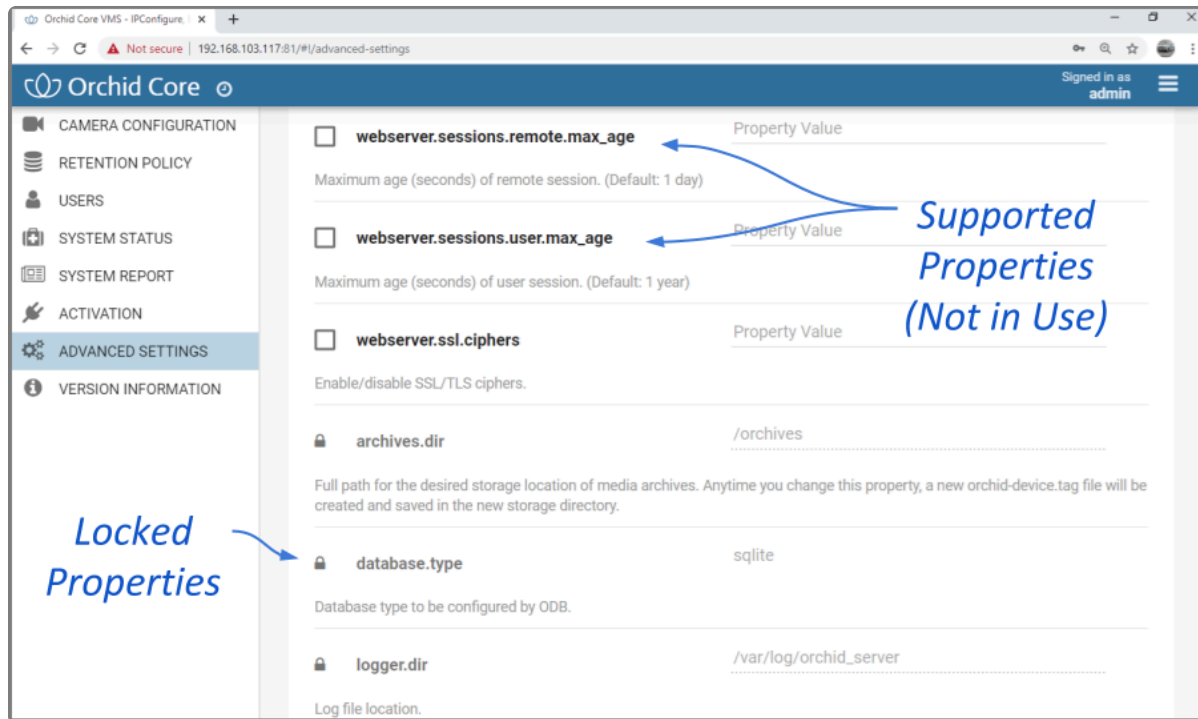 Orchid Core VMS - IPConfigure,
Not secure | 192.168.103.117:81/#!/advanced-settings
Orchid Core
Signed in as
admin
CAMERA CONFIGURATION
RETENTION POLICY
USERS
SYSTEM STATUS
SYSTEM REPORT
ACTIVATION
ADVANCED SETTINGS
VERSION INFORMATION
webserver.sessions.remote.max_age
Property Value
Maximum age (seconds) of remote session. (Default: 1 day)
webserver.sessions.user.max_age
Property Value
Maximum age (seconds) of user session. (Default: 1 year)
webserver.ssl.ciphers
Property Value
Enable/disable SSL/TLS ciphers.
archives.dir
/orchives
Full path for the desired storage location of media archives. Anytime you change this property, a new orchid-device.tag file will be
created and saved in the new storage directory.
database.type
sqlite
Database type to be configured by ODB.
logger.dir
/var/log/orchid_server
Log file location.
Supported
Properties
(Not in Use)
Locked
Properties